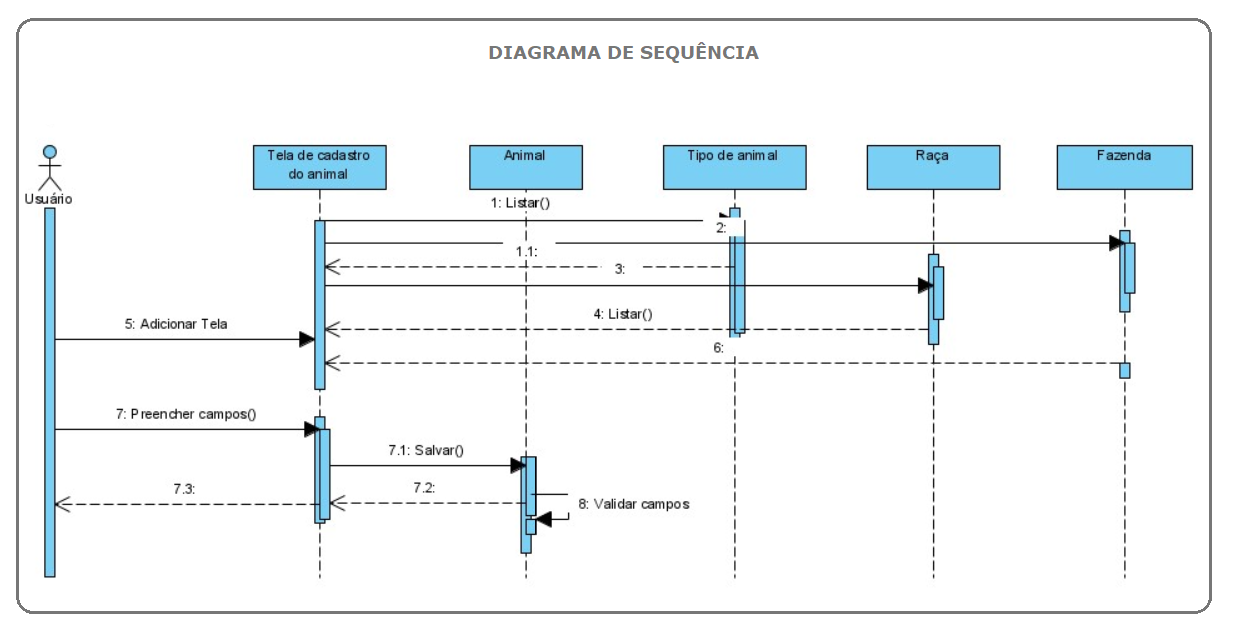 DIAGRAMA DE SEQUÊNCIA
Usuário
Tela de cadastro
do animal
Animal
Tipo de animal
Raça
Fazenda
1: Listar()
2:
1.1:
3:
4: Listar()
5: Adicionar Tela
6:
7: Preencher campos()
7.1: Salvar()
7.2:
7.3:
8: Validar campos